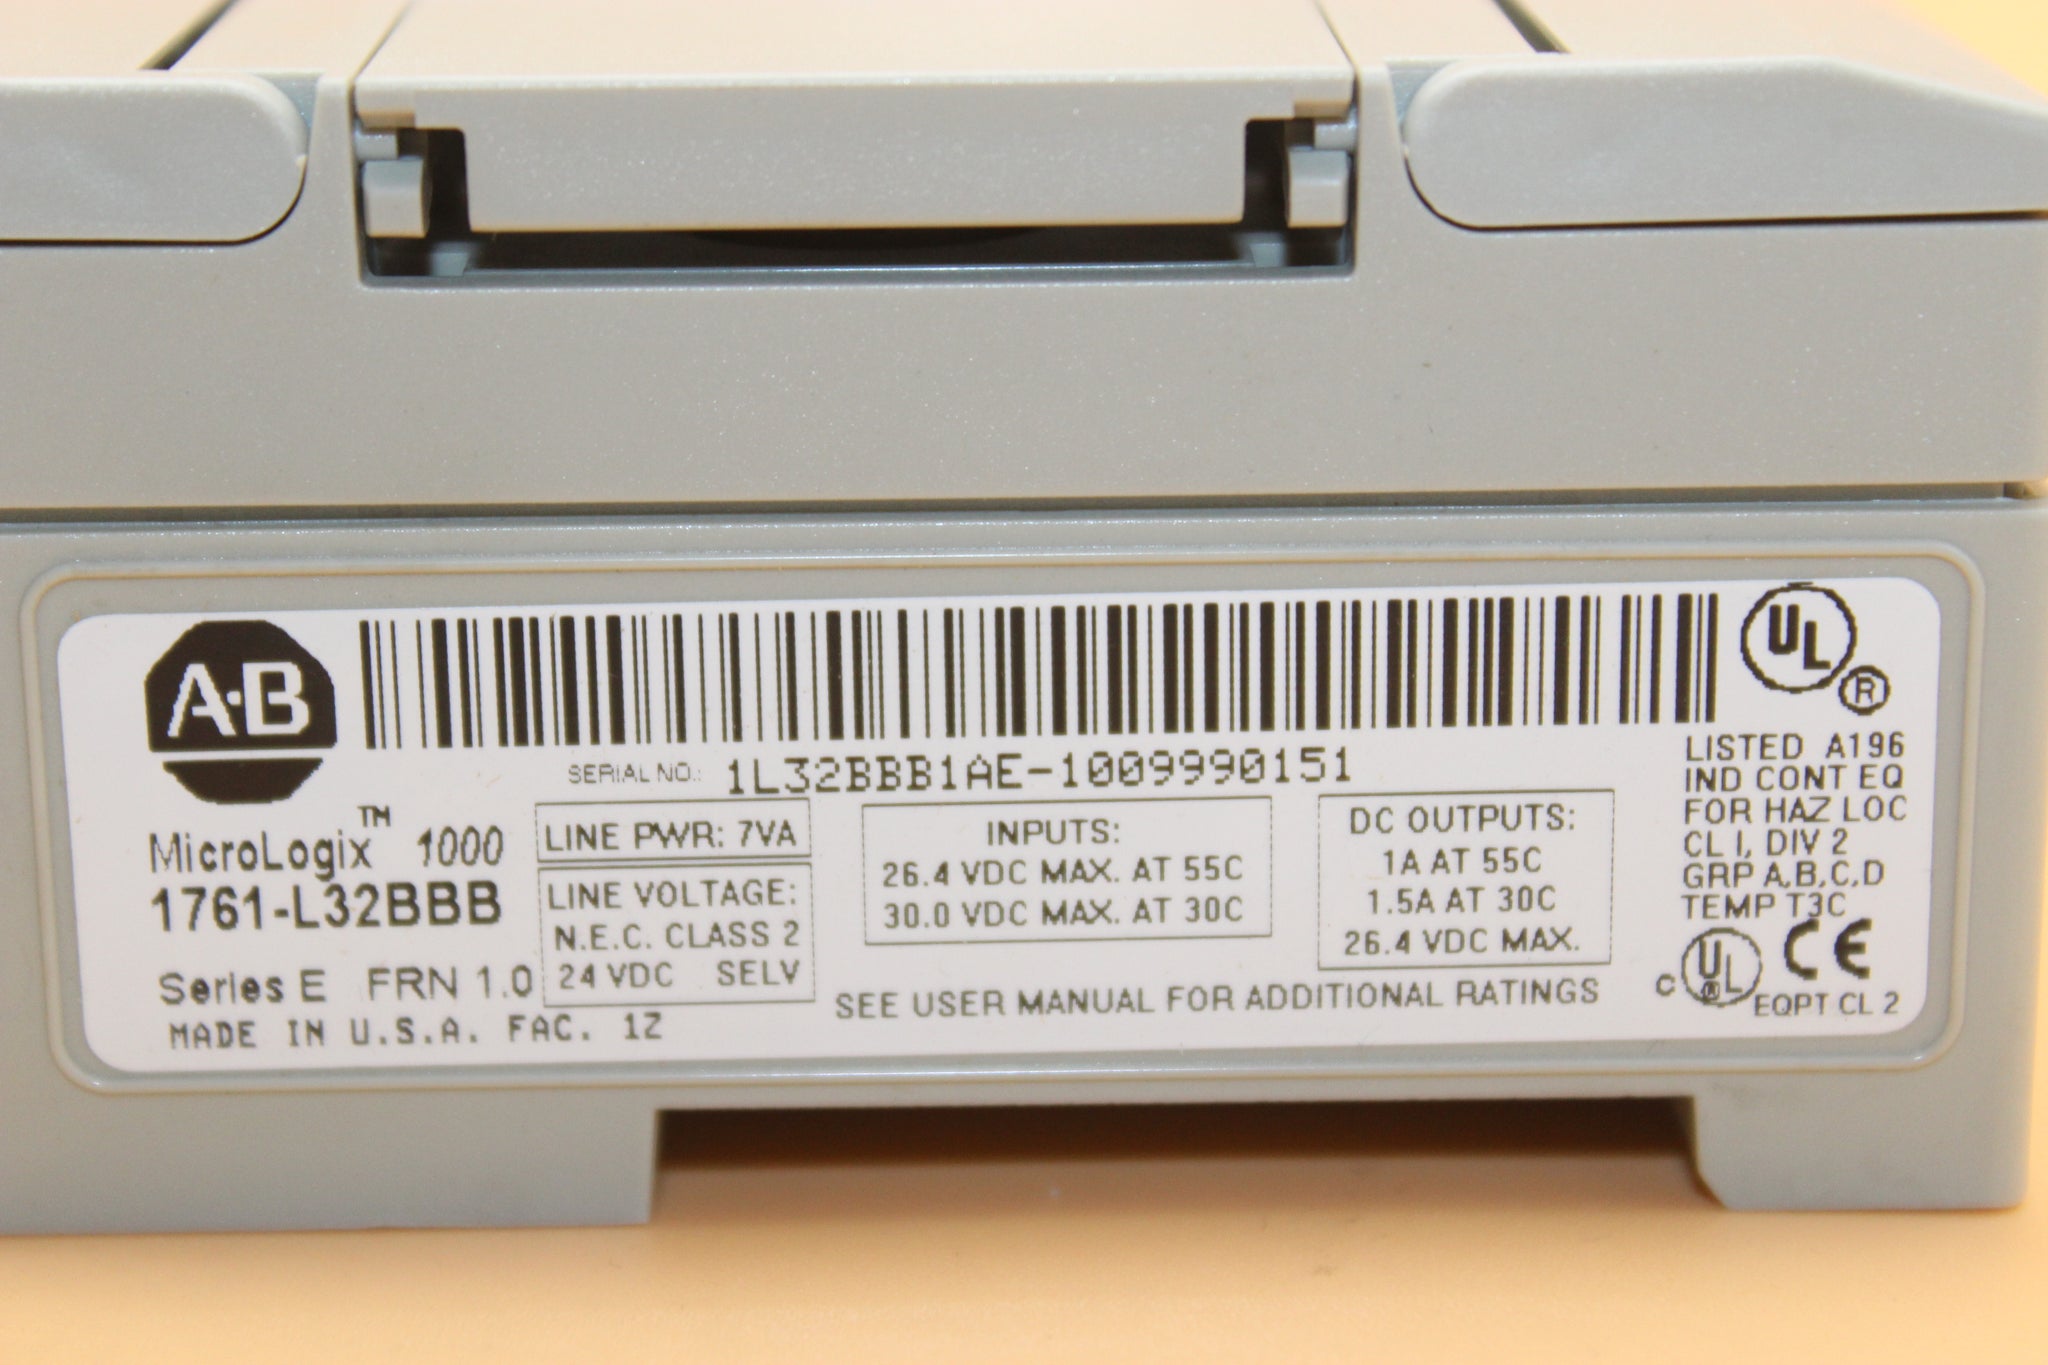 A·B
UL
®
SERIAL NO.: 1L32BBB1AE-1009990151
MicroLogix™ 1000
1761-L32BBB
Series E FRN 1.0
MADE IN U.S.A. FAC. 1Z
LINE PWR: 7VA
LINE VOLTAGE:
N.E.C. CLASS 2
24 VDC SELV
INPUTS:
26.4 VDC MAX. AT 55C
30.0 VDC MAX. AT 30C
DC OUTPUTS:
1A AT 55C
1.5A AT 30C
26.4 VDC MAX.
SEE USER MANUAL FOR ADDITIONAL RATINGS
LISTED A196
IND CONT EQ
FOR HAZ LOC
CL I, DIV 2
GRP A,B,C,D
TEMP T3C
c UL ® CE
EQPT CL 2